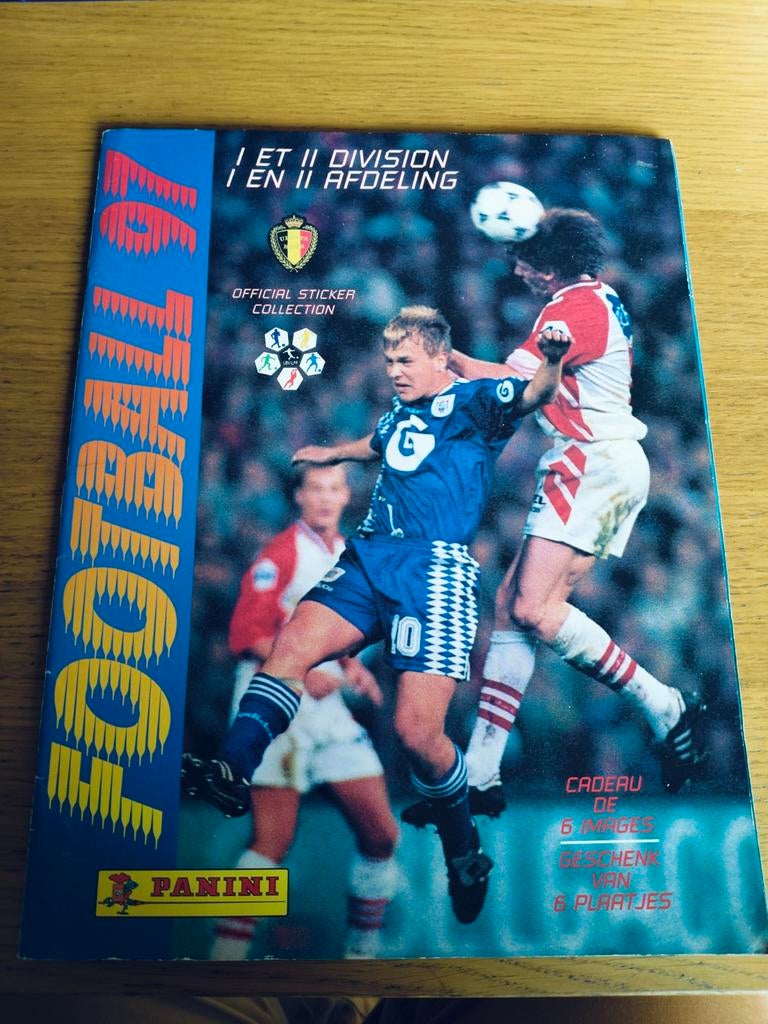 FOOTBALL 97
I ET II DIVISION
I EN II AFDELING
OFFICIAL STICKER
COLLECTION
G
G
10
CADEAU
DE
6 IMAGES
GESCHENK
VAN
6 PLAATJES
PANINI